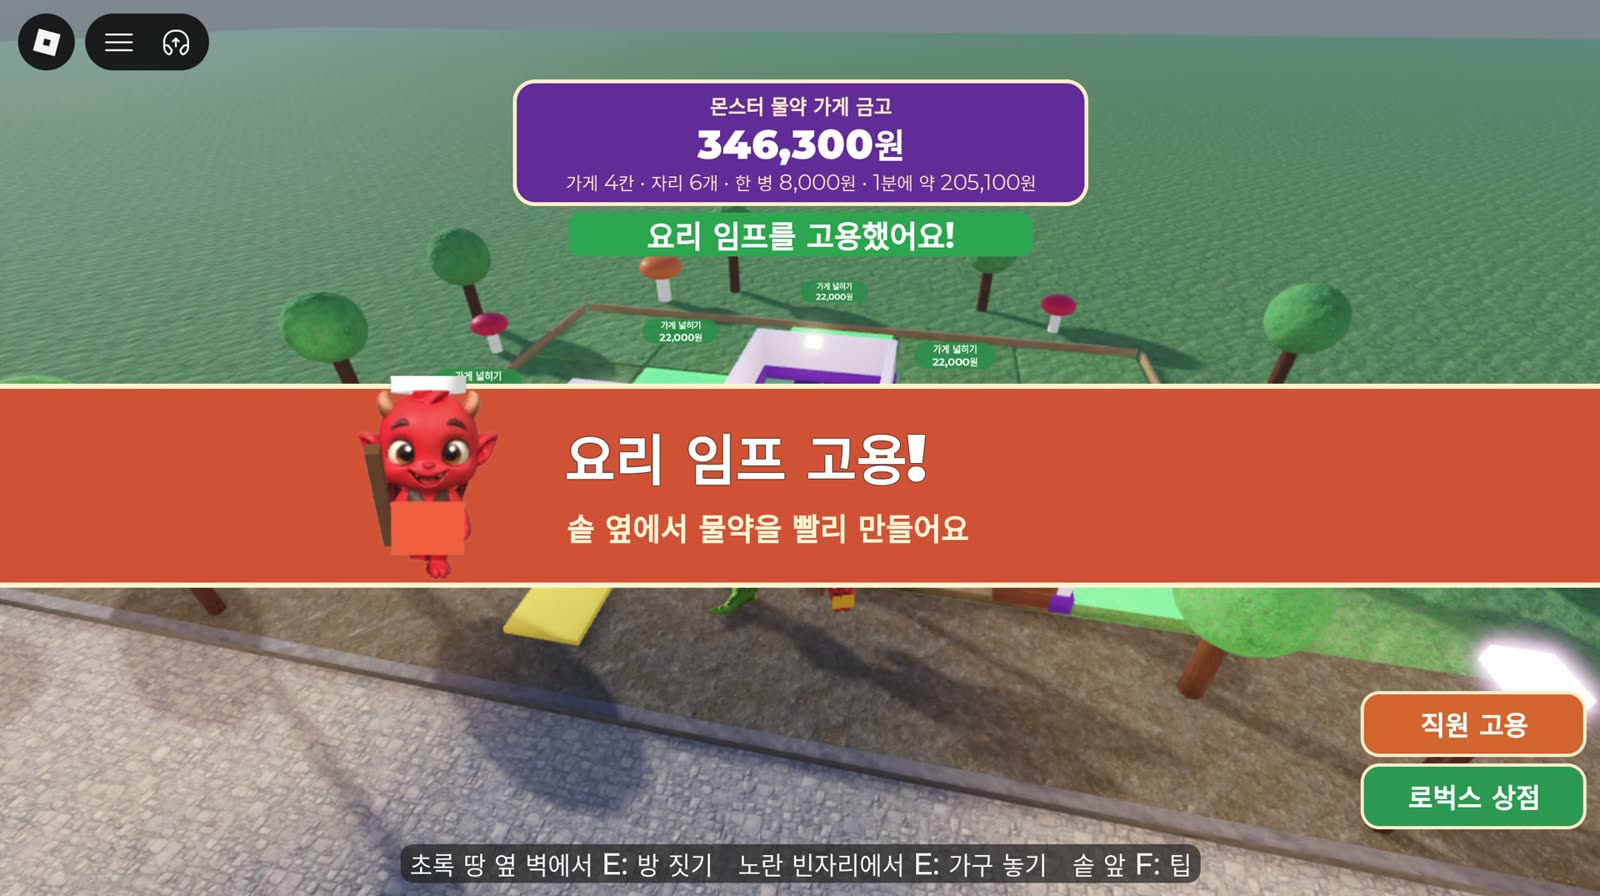 몬스터 물약 가게 금고
346,300원
가게 4칸 · 자리 6개 · 한 병 8,000원 · 1분에 약 205,100원
요리 임프를 고용했어요!
가게 넓히기
22,000원
가게 넓히기
22,000원
가게 넓히기
22,000원
가게 넓히기
요리 임프 고용!
솥 옆에서 물약을 빨리 만들어요
직원 고용
로벅스 상점
초록 땅 옆 벽에서 E: 방 짓기 노란 빈자리에서 E: 가구 놓기 솥 앞 F: 팁